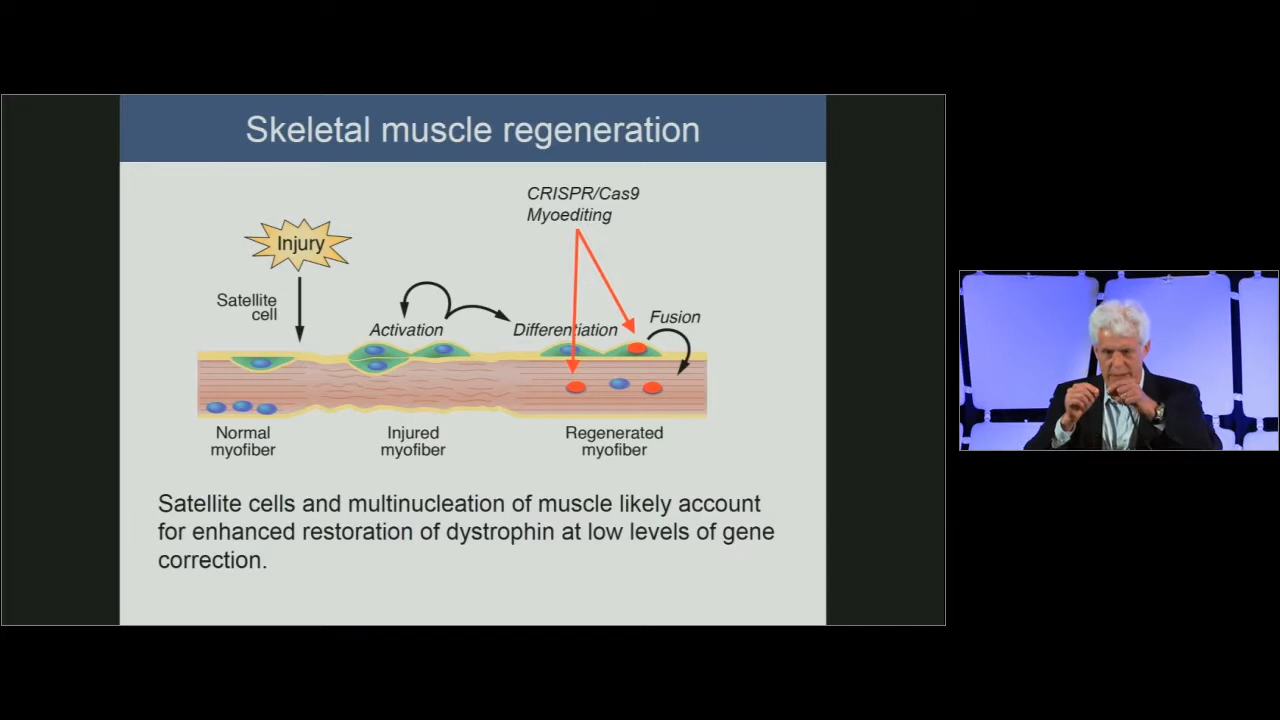 Skeletal muscle regeneration
CRISPR/Cas9
Myoediting
Injury
Satellite
cell
Activation
Differentiation
Fusion
Normal
myofiber
Injured
myofiber
Regenerated
myofiber
Satellite cells and multinucleation of muscle likely account
for enhanced restoration of dystrophin at low levels of gene
correction.